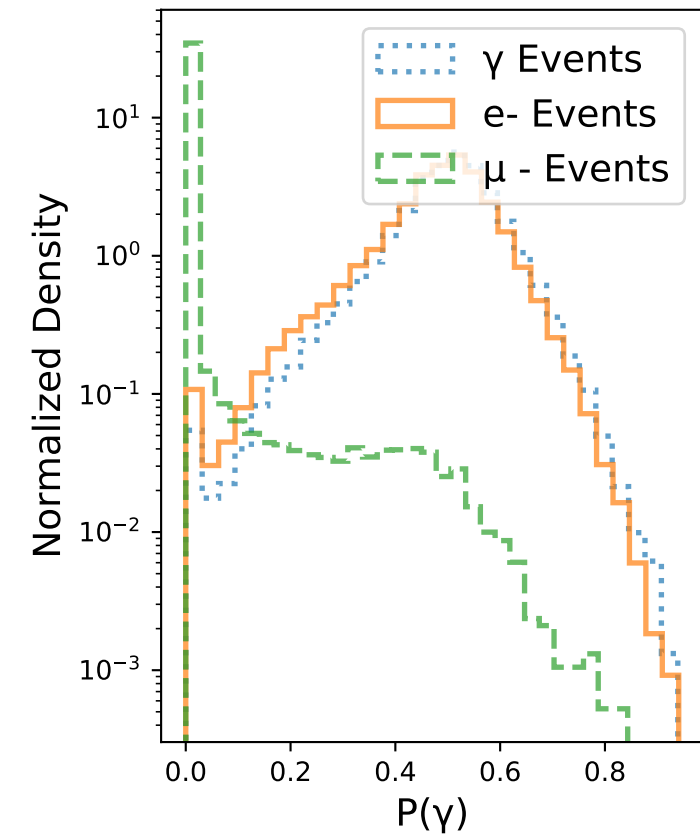 γ Events
e- Events
μ - Events
Normalized Density
10¹
10⁰
10⁻¹
10⁻²
10⁻³
0.0 0.2 0.4 0.6 0.8
P(γ)